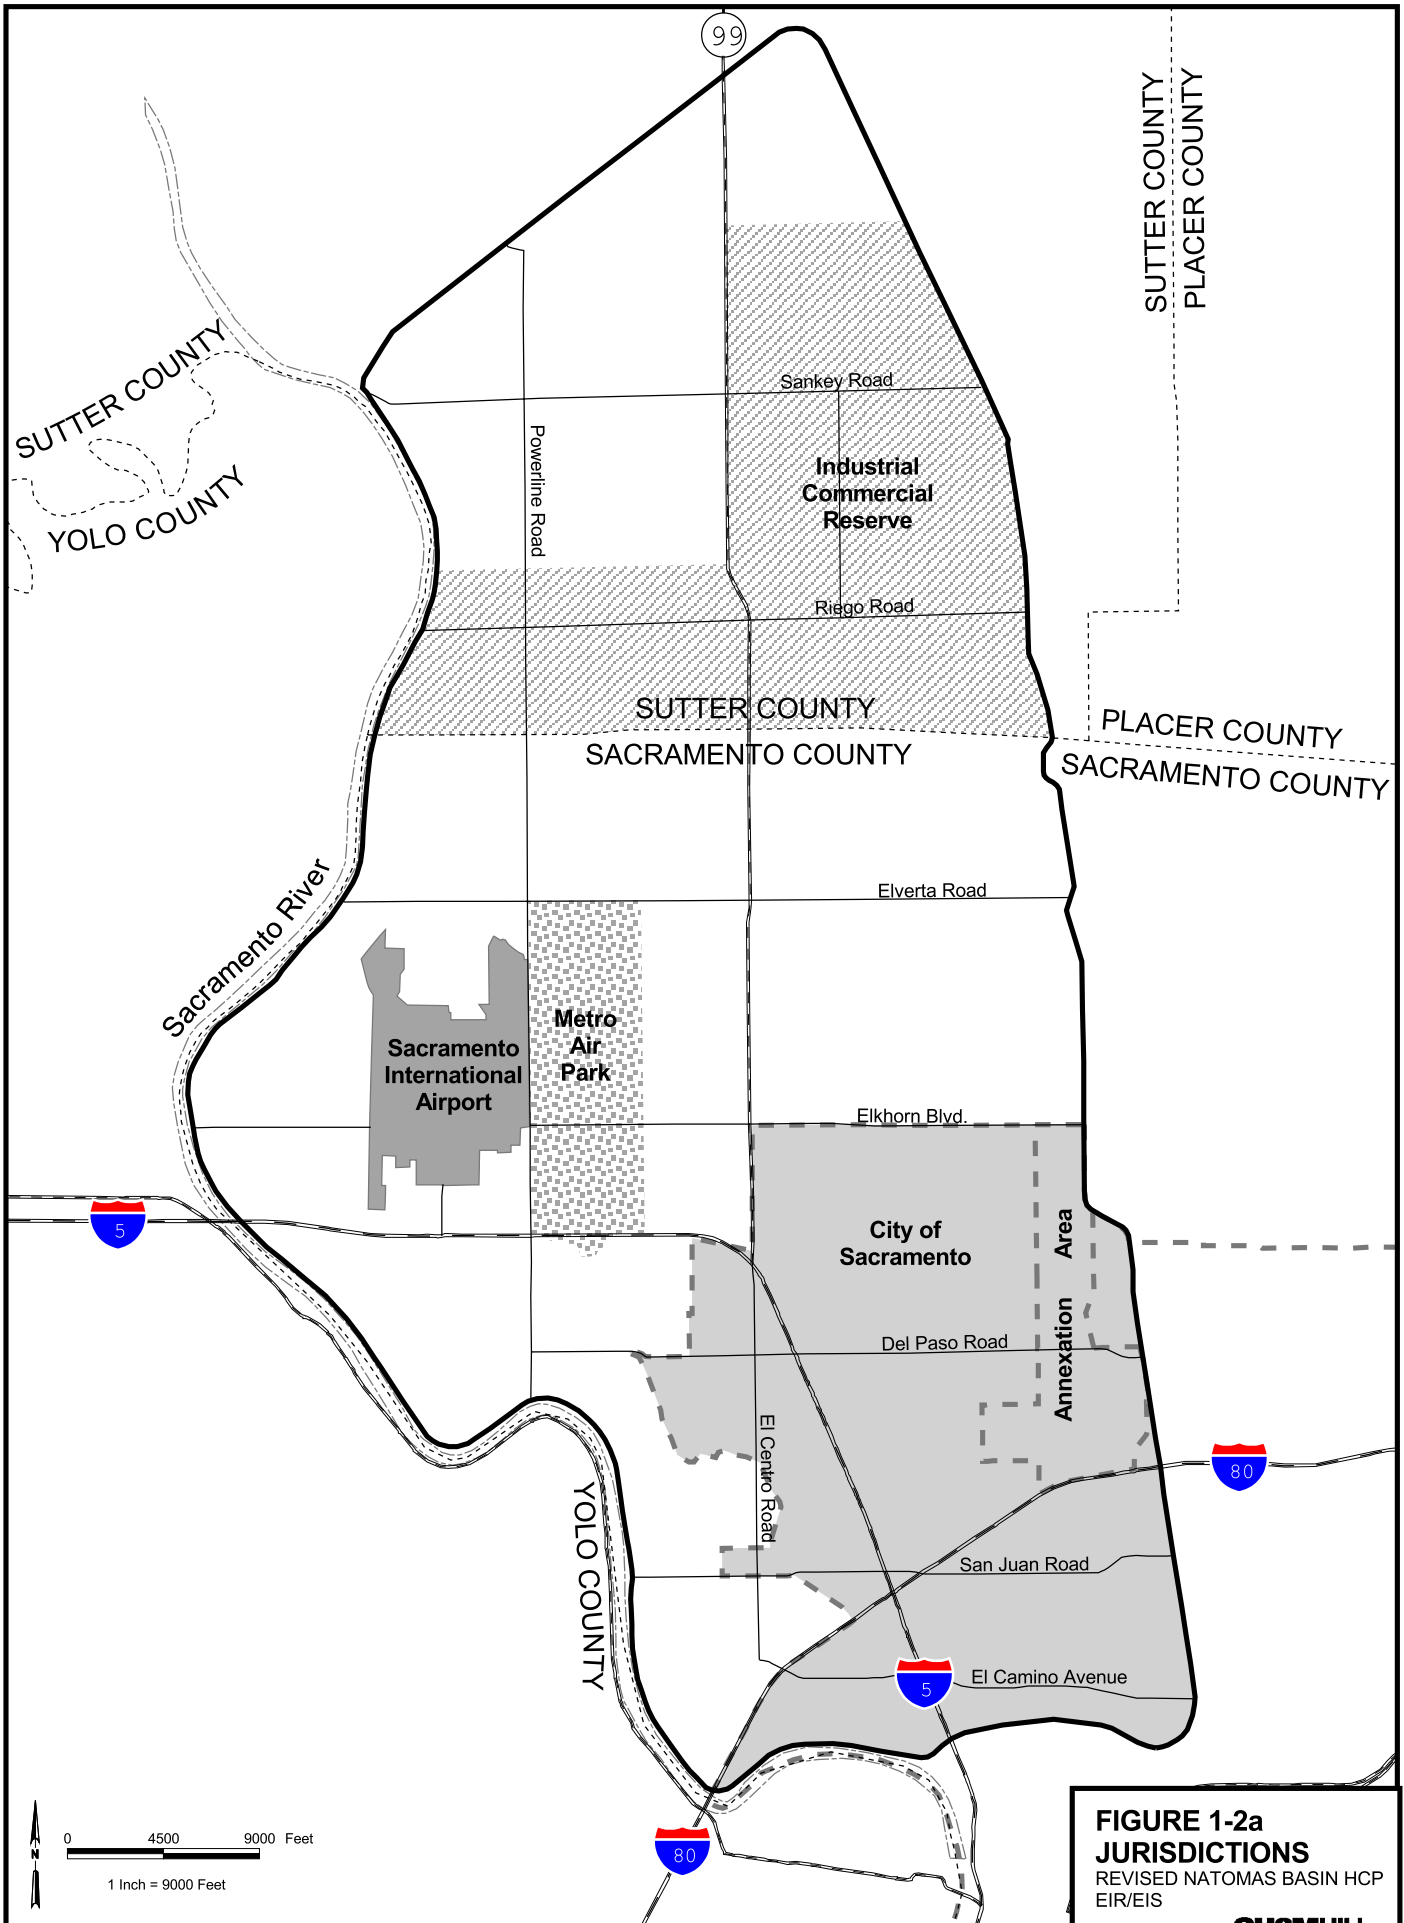 99
SUTTER COUNTY
PLACER COUNTY
SUTTER COUNTY
YOLO COUNTY
Sankey Road
Powerline Road
Industrial
Commercial
Reserve
Riego Road
SUTTER COUNTY
SACRAMENTO COUNTY
PLACER COUNTY
SACRAMENTO COUNTY
Sacramento River
Elverta Road
Metro
Air
Park
Sacramento
International
Airport
Elkhorn Blvd.
5
City of
Sacramento
Annexation Area
Del Paso Road
El Centro Road
80
YOLO COUNTY
San Juan Road
El Camino Avenue
5
80
N
0 4500 9000 Feet
1 Inch = 9000 Feet
FIGURE 1-2a
JURISDICTIONS
REVISED NATOMAS BASIN HCP
EIR/EIS